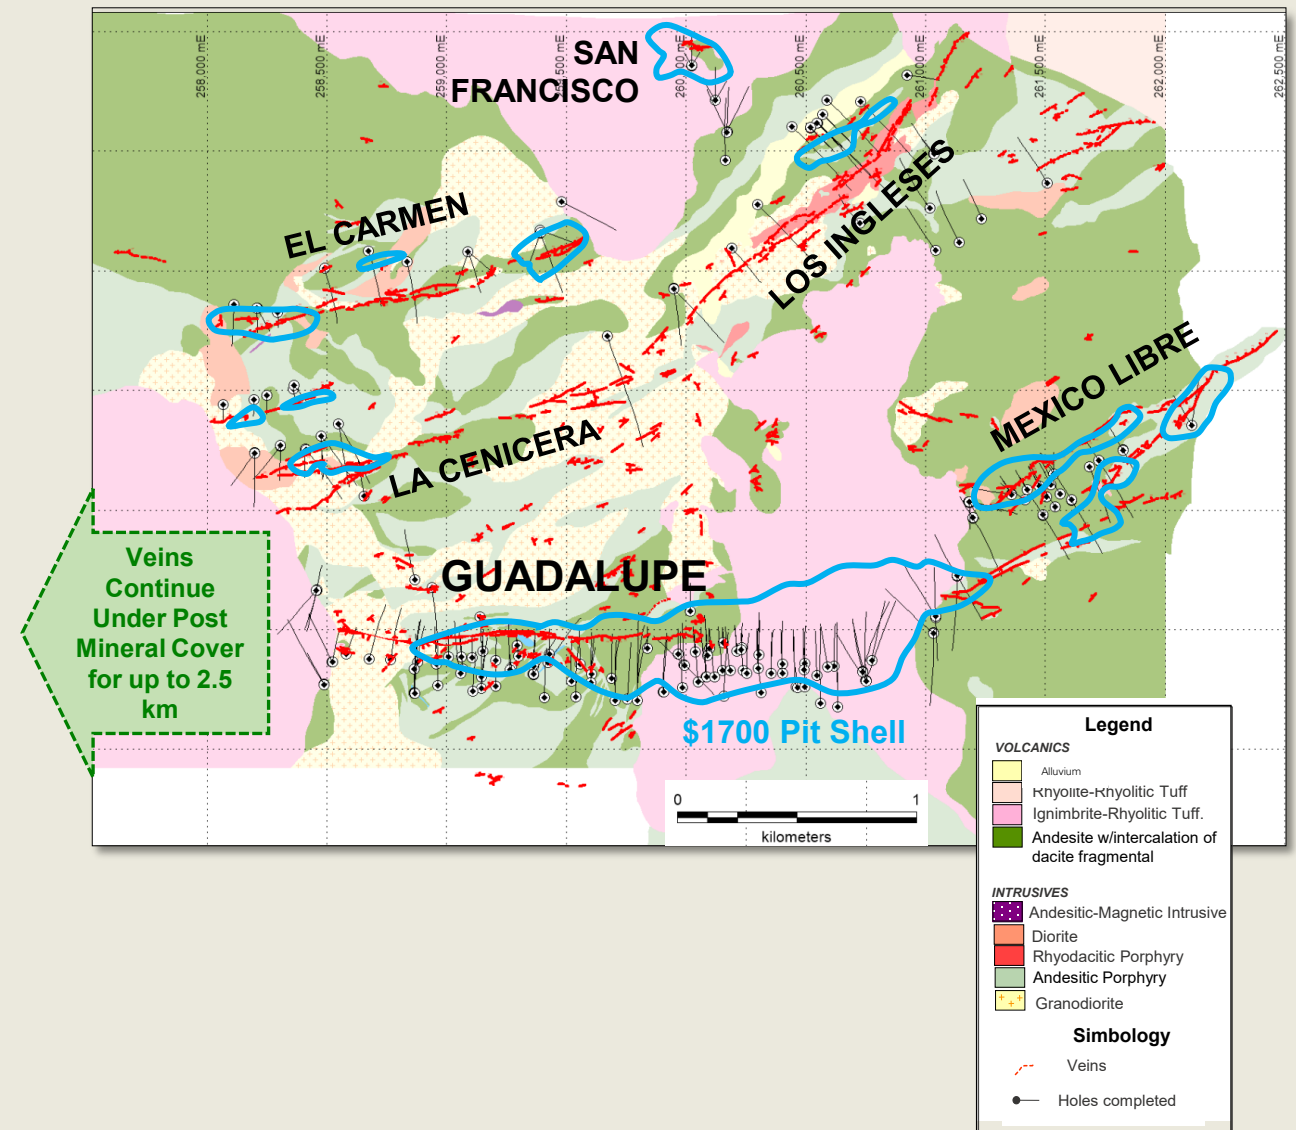 258,000 mE
258,500 mE
259,000 mE
260,500 mE
261,000 mE
261,500 mE
262,000 mE
262,500 mE
SAN
FRANCISCO
EL CARMEN
LOS INGLESES
MEXICO LIBRE
LA CENICERA
GUADALUPE
Veins
Continue
Under Post
Mineral Cover
for up to 2.5
km
$1700 Pit Shell
0 1
kilometers
Legend
VOLCANICS
Alluvium
Rhyolite-Rhyolitic Tuff
Ignimbrite-Rhyolitic Tuff.
Andesite w/intercalation of
dacite fragmental
INTRUSIVES
Andesitic-Magnetic Intrusive
Diorite
Rhyodacitic Porphyry
Andesitic Porphyry
Granodiorite
Simbology
Veins
Holes completed